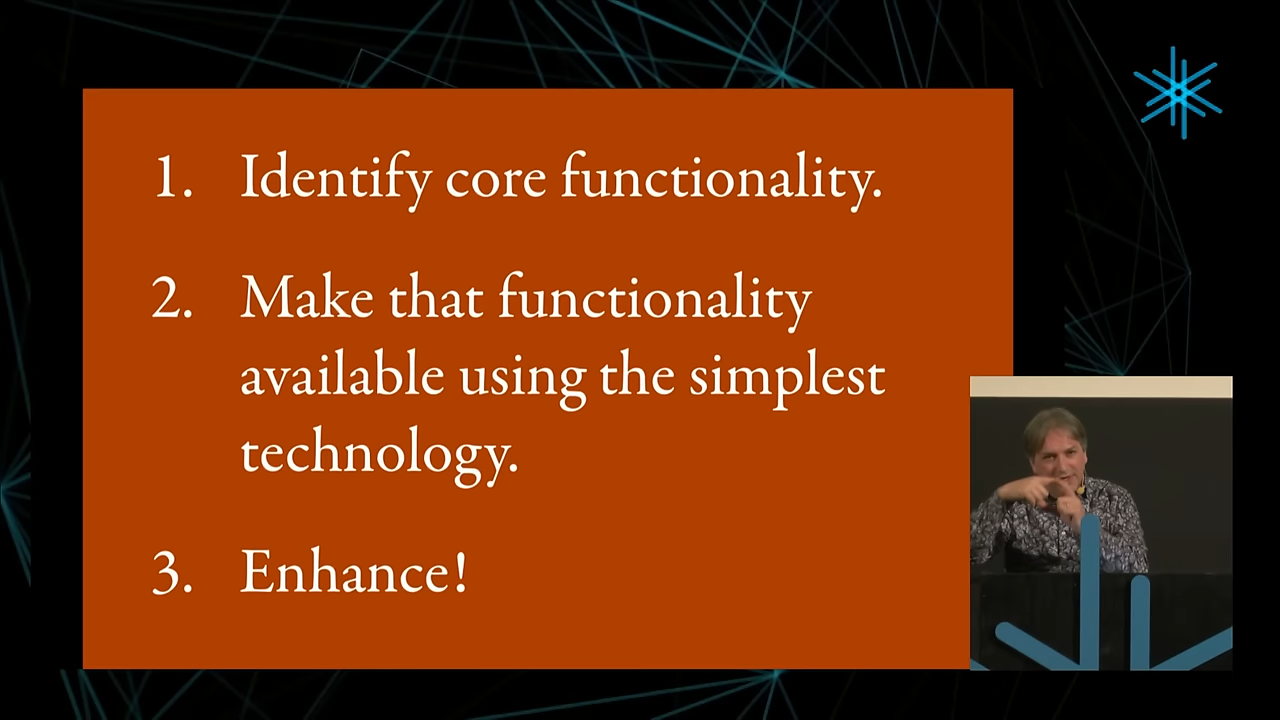 1. Identify core functionality.
2. Make that functionality
available using the simplest
technology.
3. Enhance!